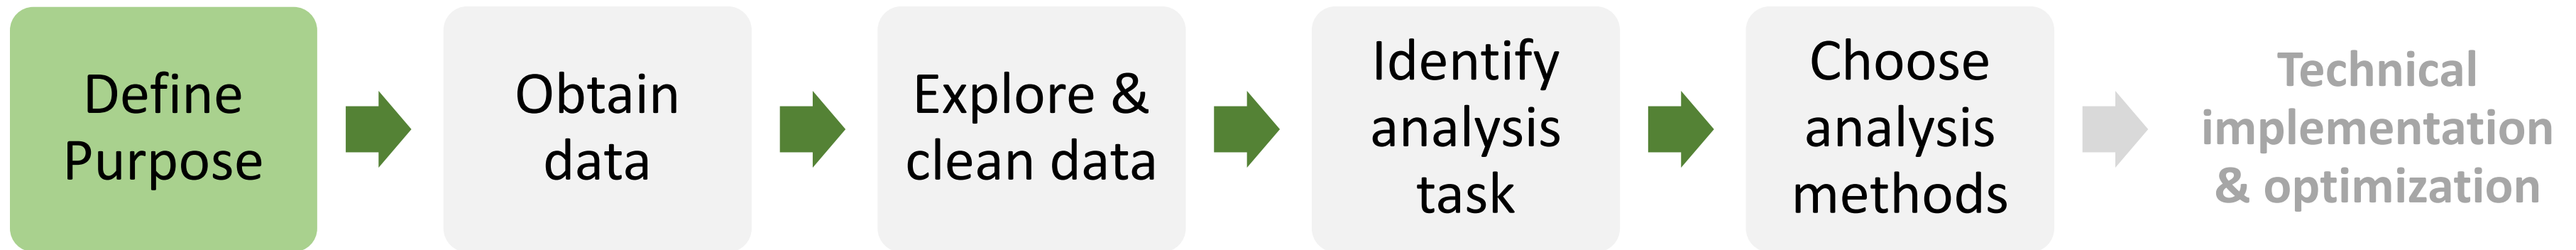 Define
Purpose
Obtain
data
Explore &
clean data
Identify
analysis
task
Choose
analysis
methods
Technical
implementation
& optimization